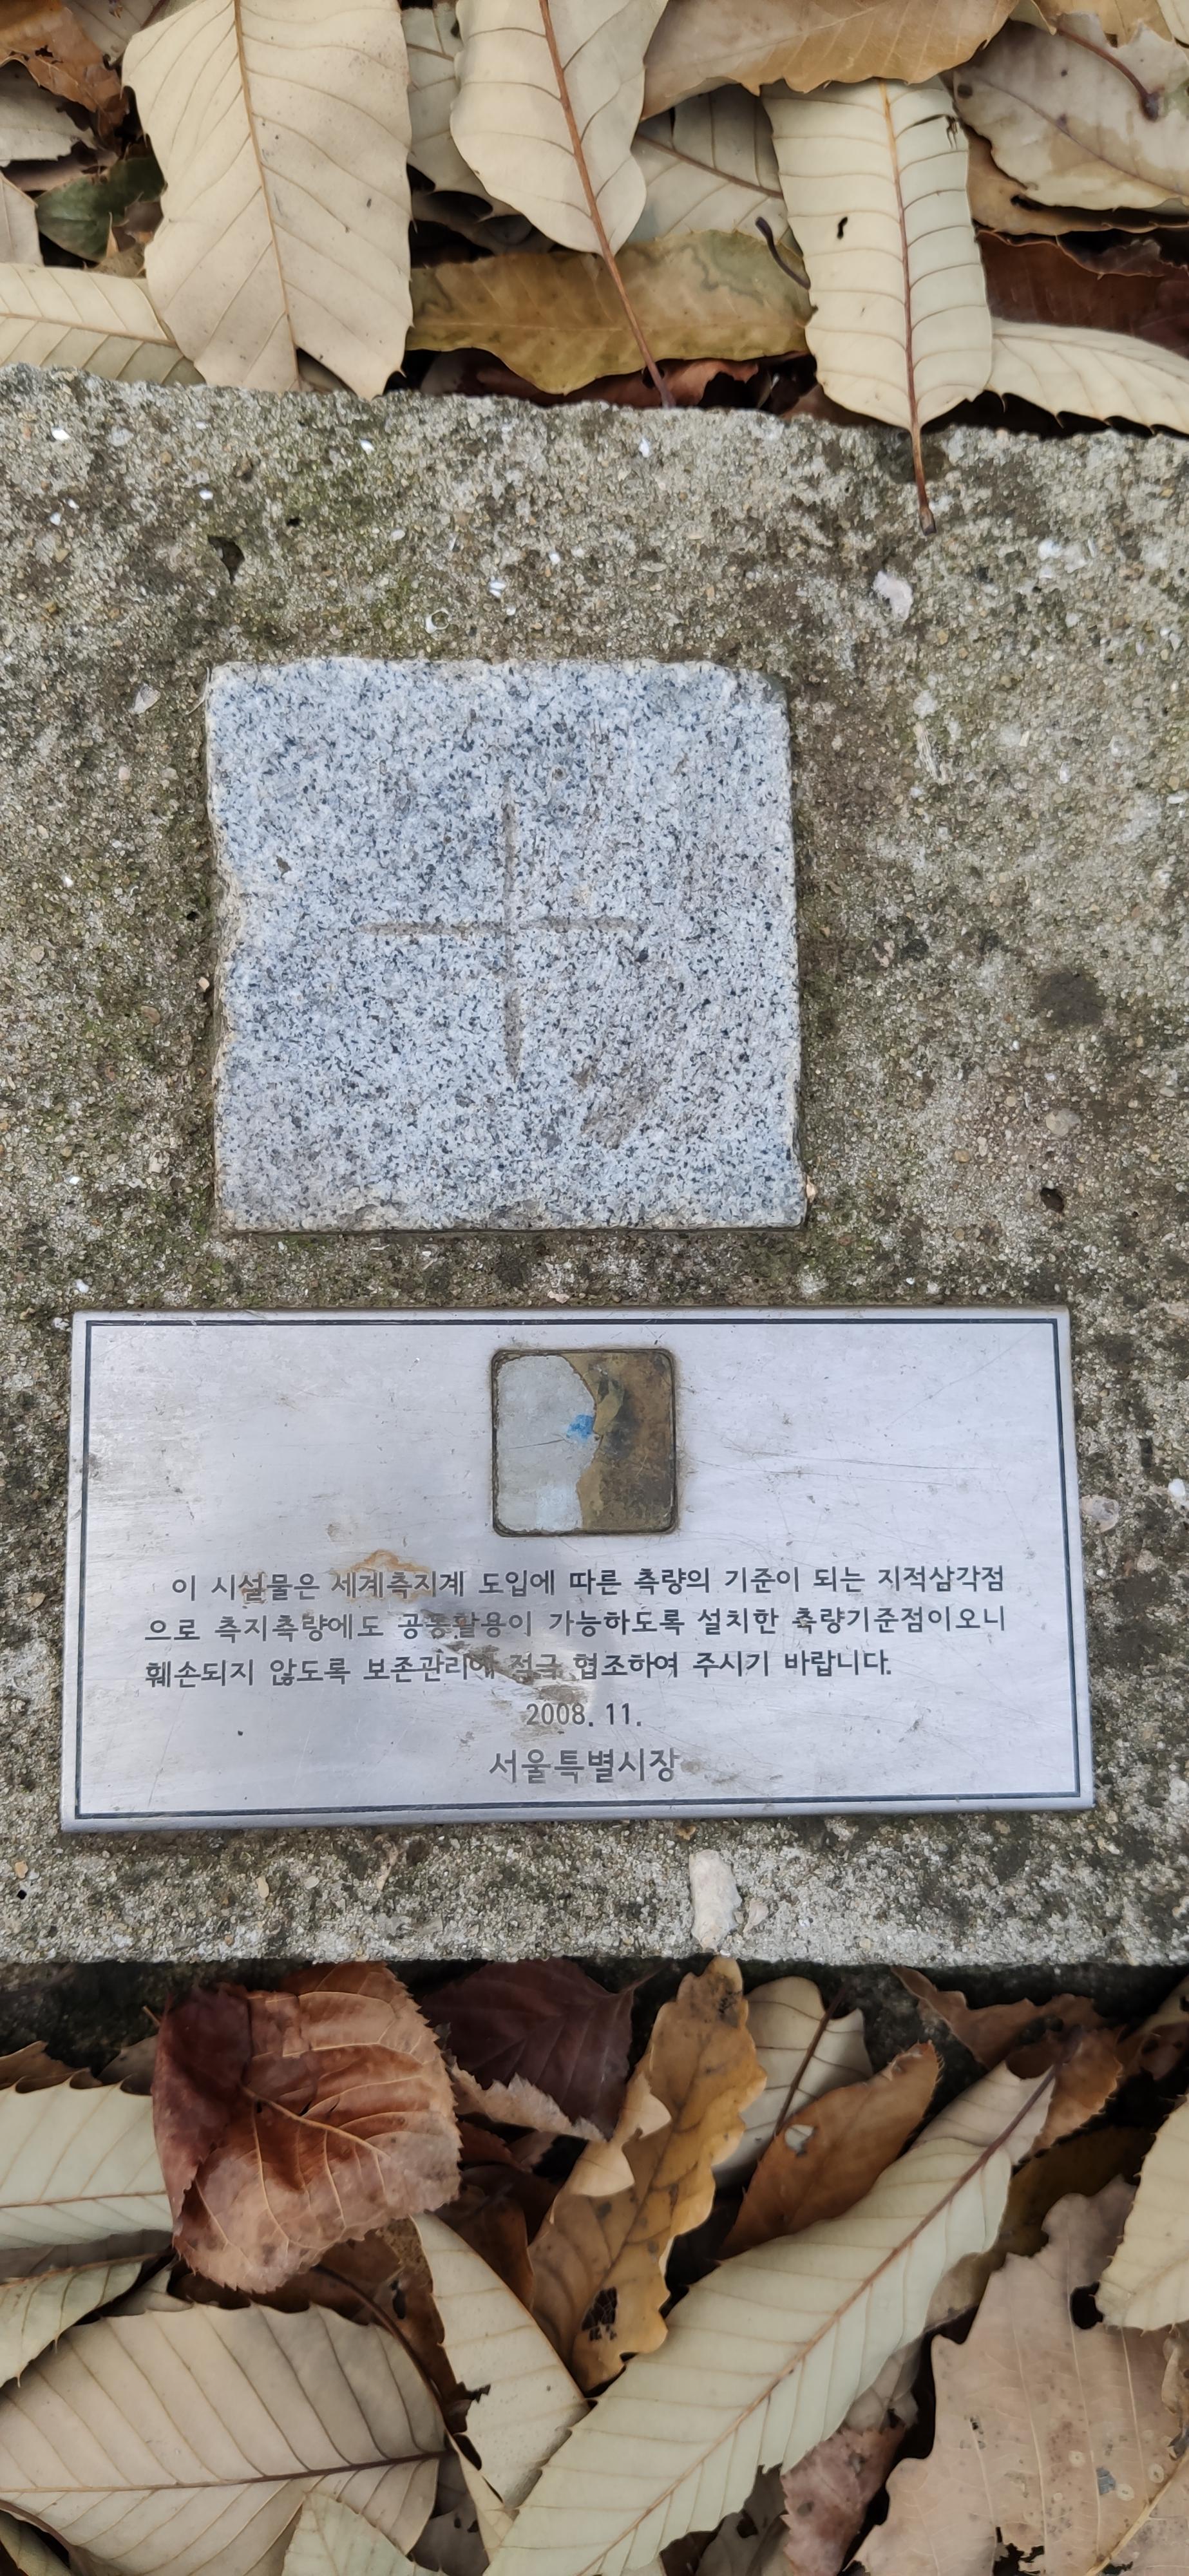 이 시설물은 세계측지계 도입에 따른 측량의 기준이 되는 지적삼각점
으로 측지측량에도 공동활용이 가능하도록 설치한 측량기준점이오니
훼손되지 않도록 보존관리에 적극 협조하여 주시기 바랍니다.
2008. 11.
서울특별시장